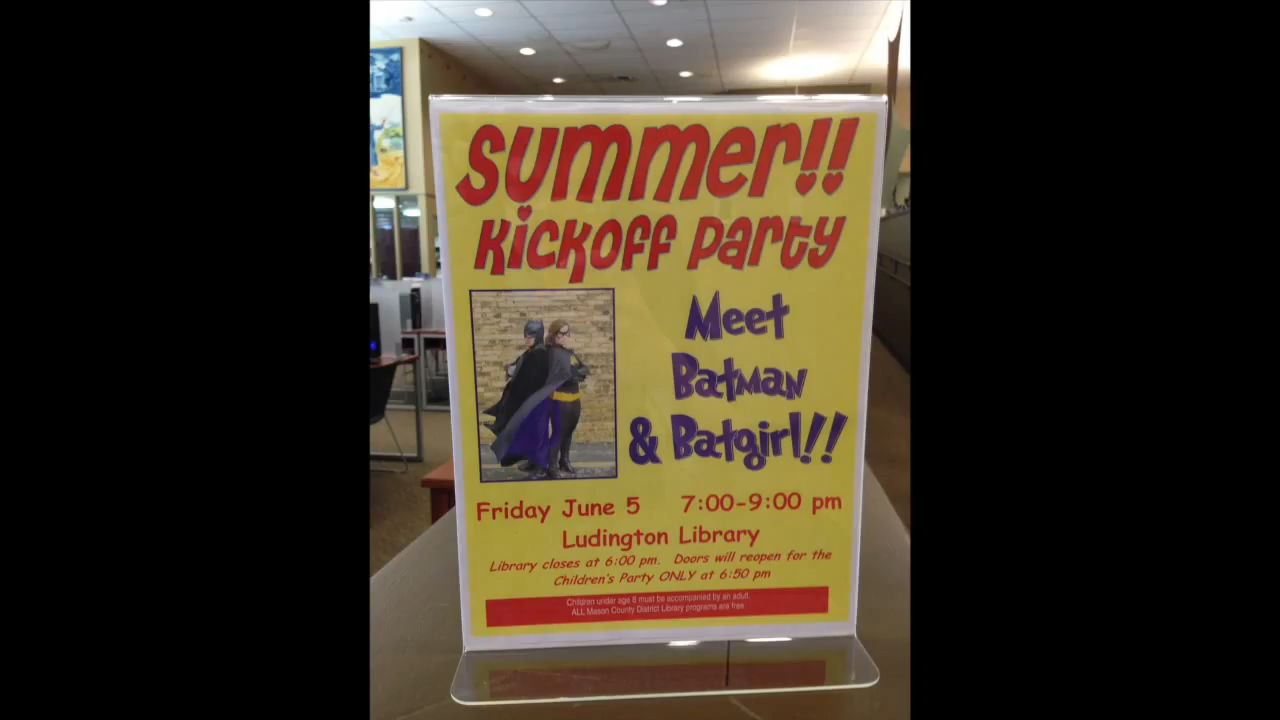 Summer!!
Kickoff Party
Meet
Batman
& Batgirl!!
Friday June 5 7:00-9:00 pm
Ludington Library
Library closes at 6:00 pm. Doors will reopen for the
Children's Party ONLY at 6:50 pm
Children under age 8 must be accompanied by an adult.
ALL Mason County District Library programs are free